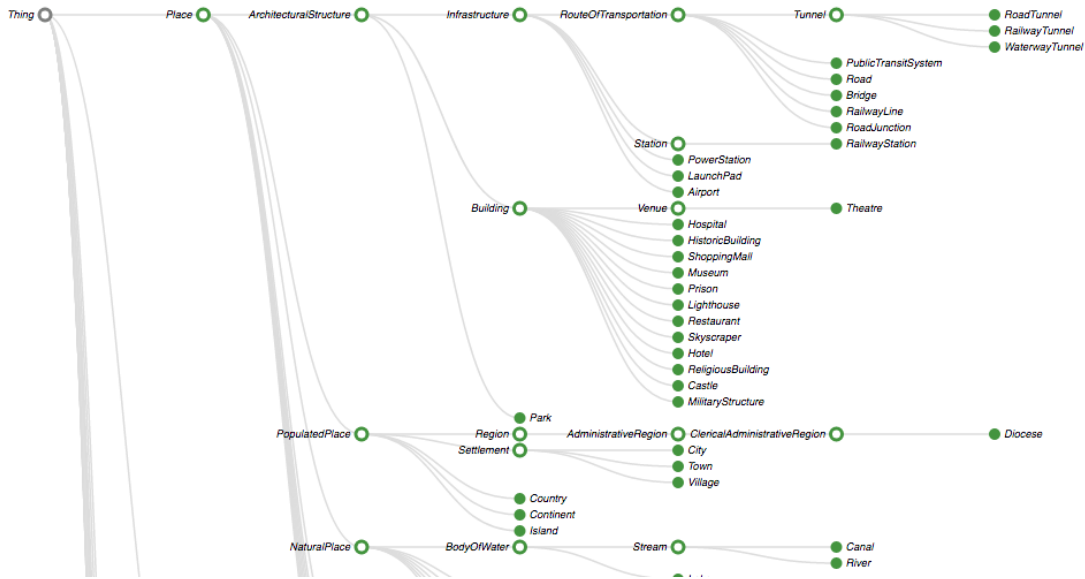 Thing Place ArchitecturalStructure Infrastructure RouteOfTransportation Tunnel RoadTunnel
RailwayTunnel
WaterwayTunnel
PublicTransitSystem
Road
Bridge
RailwayLine
RoadJunction
Station RailwayStation
PowerStation
LaunchPad
Airport
Building Venue Theatre
Hospital
HistoricBuilding
ShoppingMall
Museum
Prison
Lighthouse
Restaurant
Skyscraper
Hotel
ReligiousBuilding
Castle
MilitaryStructure
Park
PopulatedPlace Region AdministrativeRegion ClericalAdministrativeRegion Diocese
Settlement City
Town
Village
Country
Continent
Island
NaturalPlace BodyOfWater Stream Canal
River